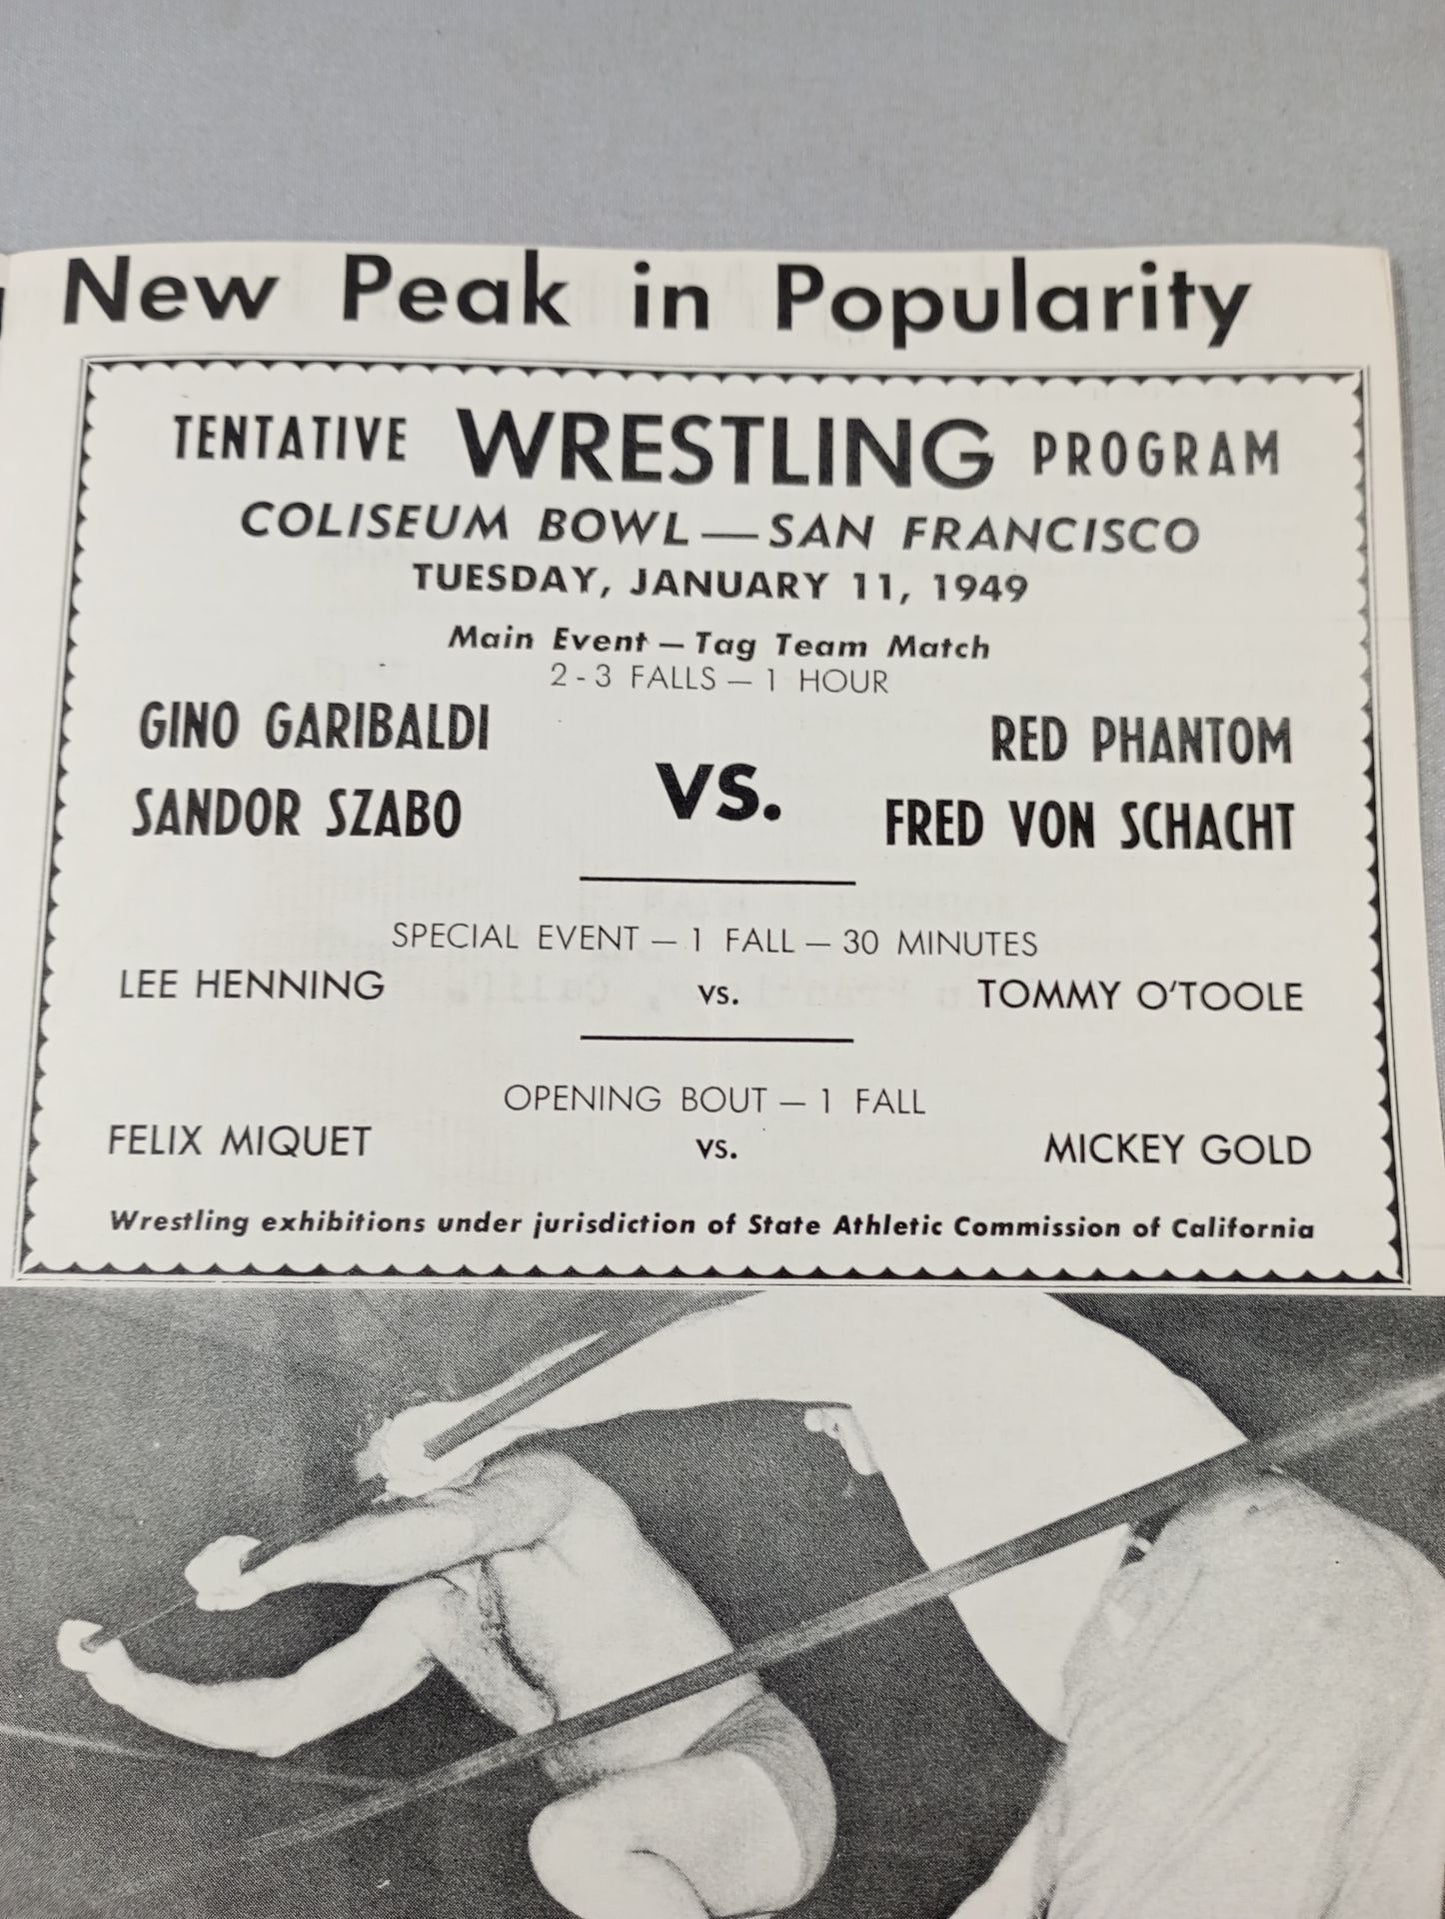 New Peak in Popularity
TENTATIVE WRESTLING PROGRAM
COLISEUM BOWL—SAN FRANCISCO
TUESDAY, JANUARY 11, 1949
Main Event — Tag Team Match
2-3 FALLS — 1 HOUR
GINO GARIBALDI
SANDOR SZABO
VS.
RED PHANTOM
FRED VON SCHACHT
SPECIAL EVENT — 1 FALL — 30 MINUTES
LEE HENNING vs. TOMMY O'TOOLE
OPENING BOUT — 1 FALL
FELIX MIQUET vs. MICKEY GOLD
Wrestling exhibitions under jurisdiction of State Athletic Commission of California